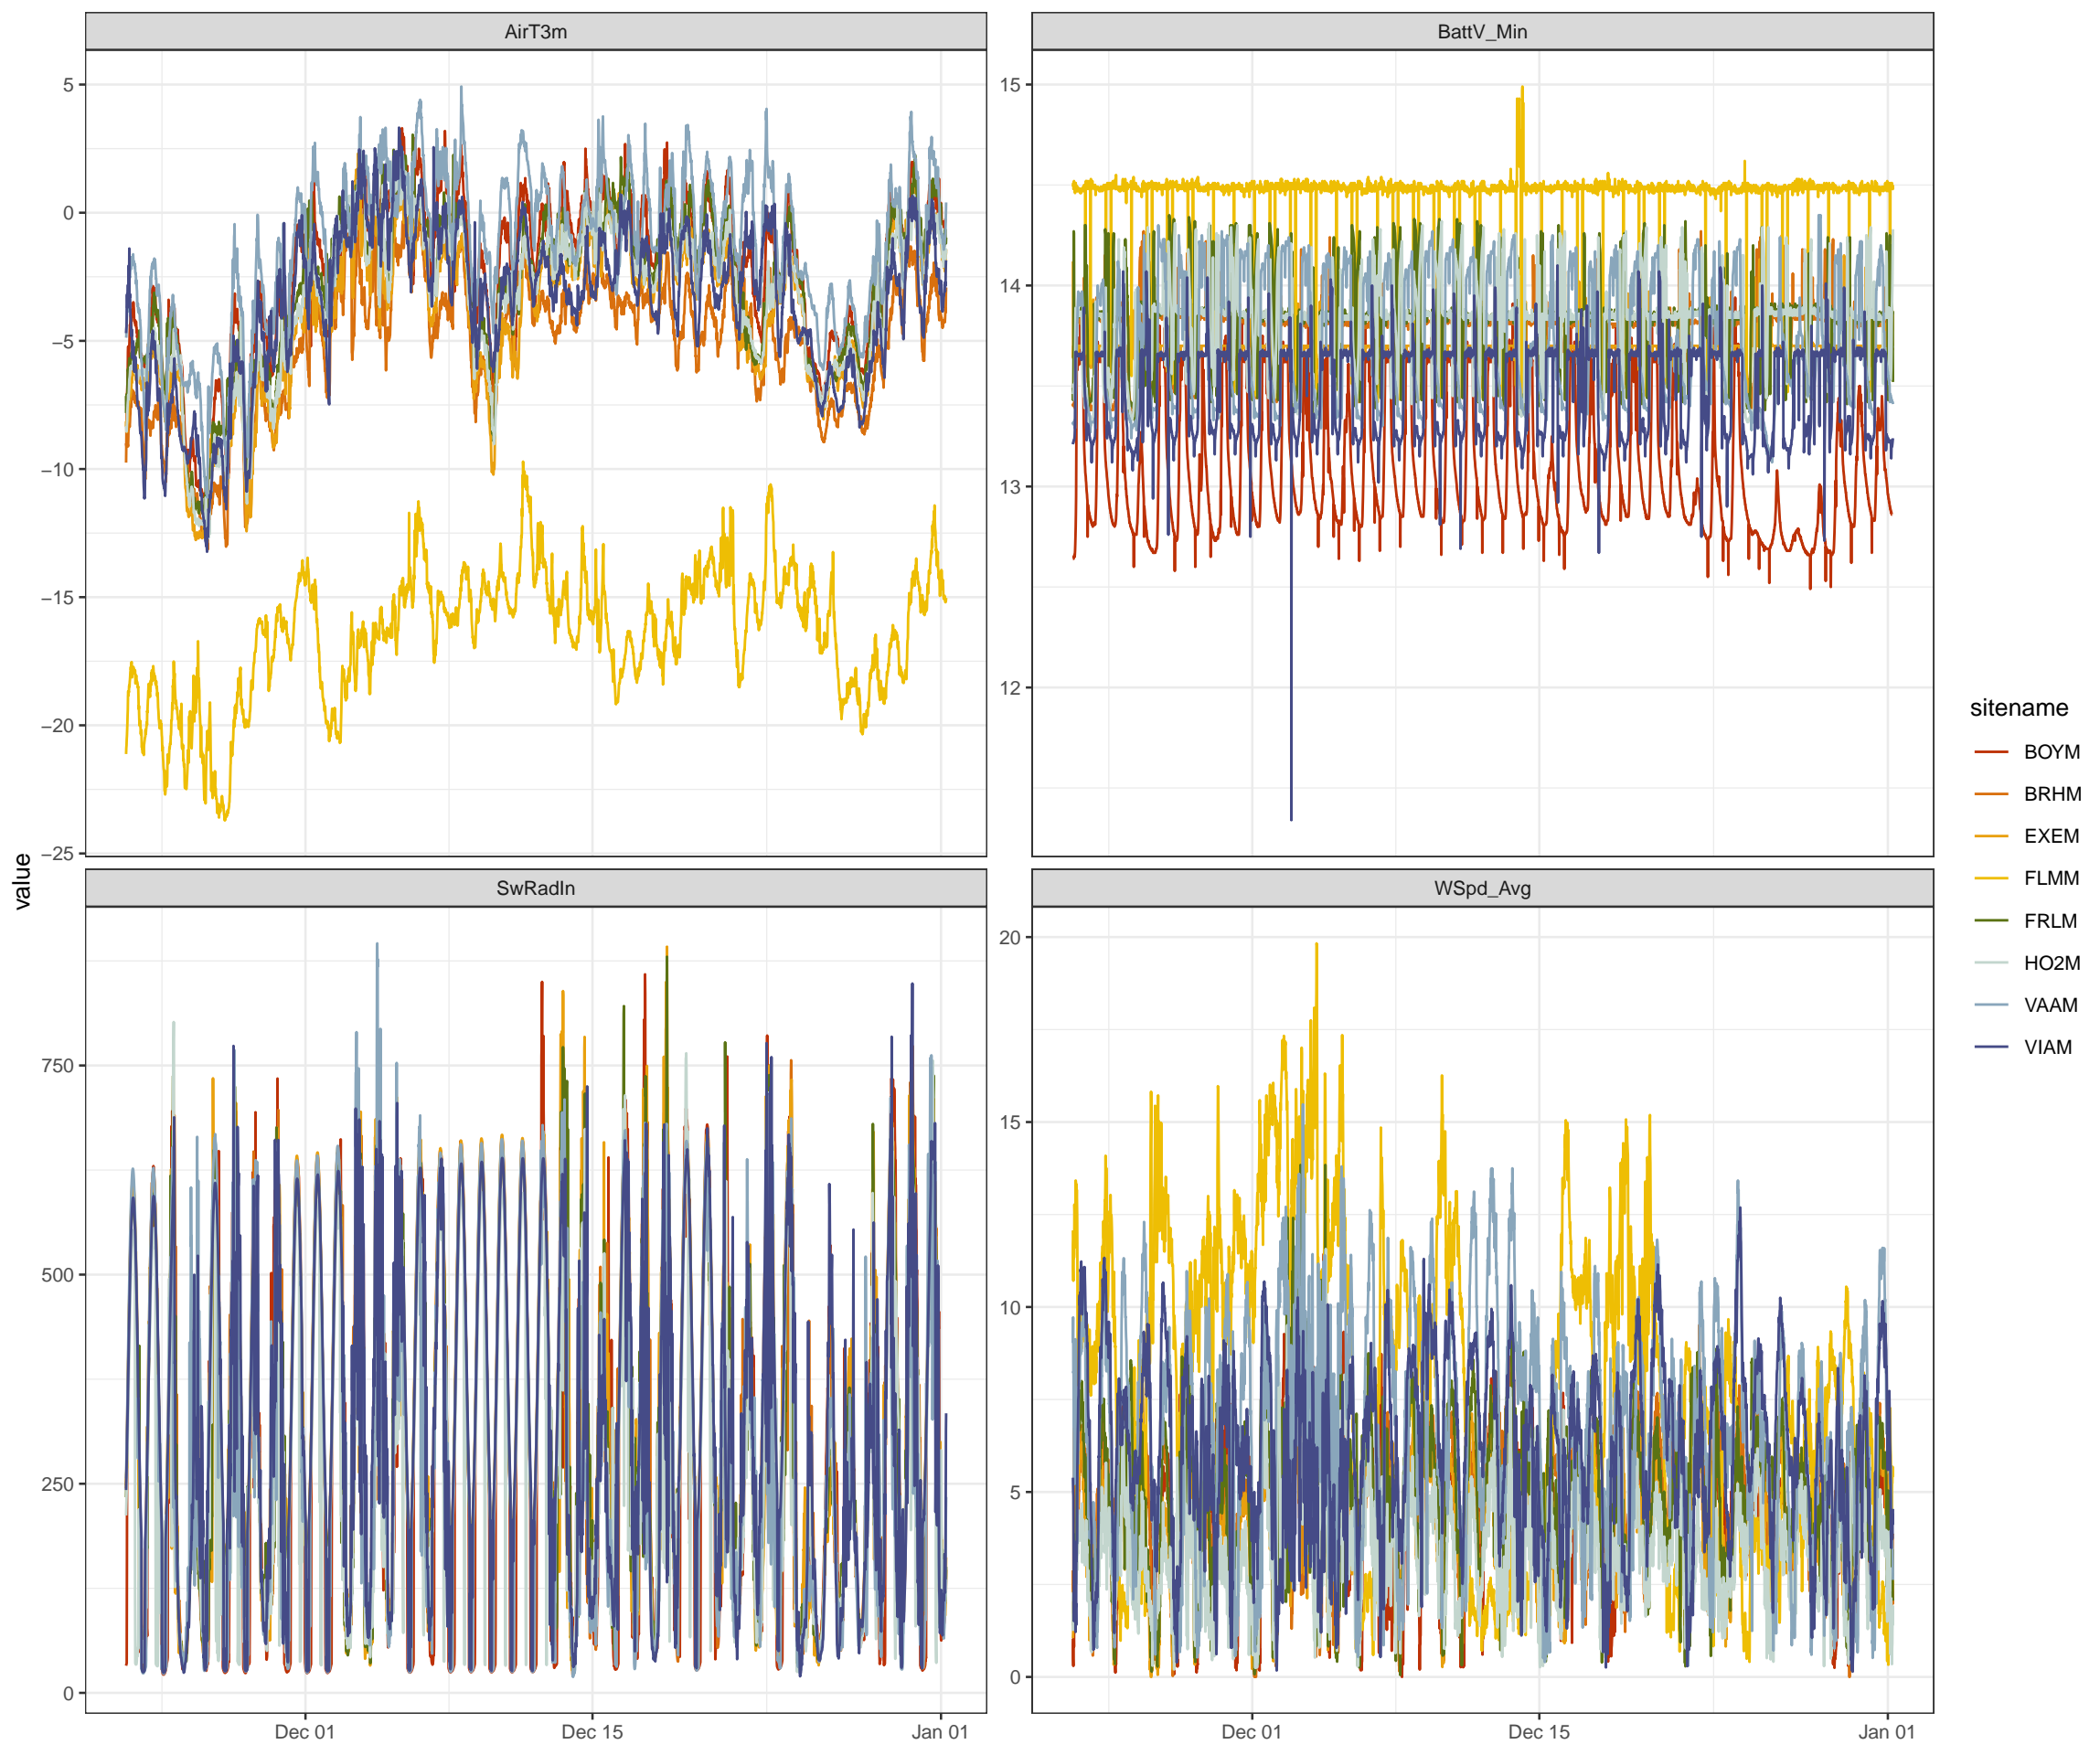 AirT3m
BattV_Min
5
0
−5
−10
−15
−20
−25
15
14
13
12
SwRadIn
WSpd_Avg
750
500
250
0
20
15
10
5
0
Dec 01
Dec 15
Jan 01
Dec 01
Dec 15
Jan 01
value
sitename
BOYM
BRHM
EXEM
FLMM
FRLM
HO2M
VAAM
VIAM